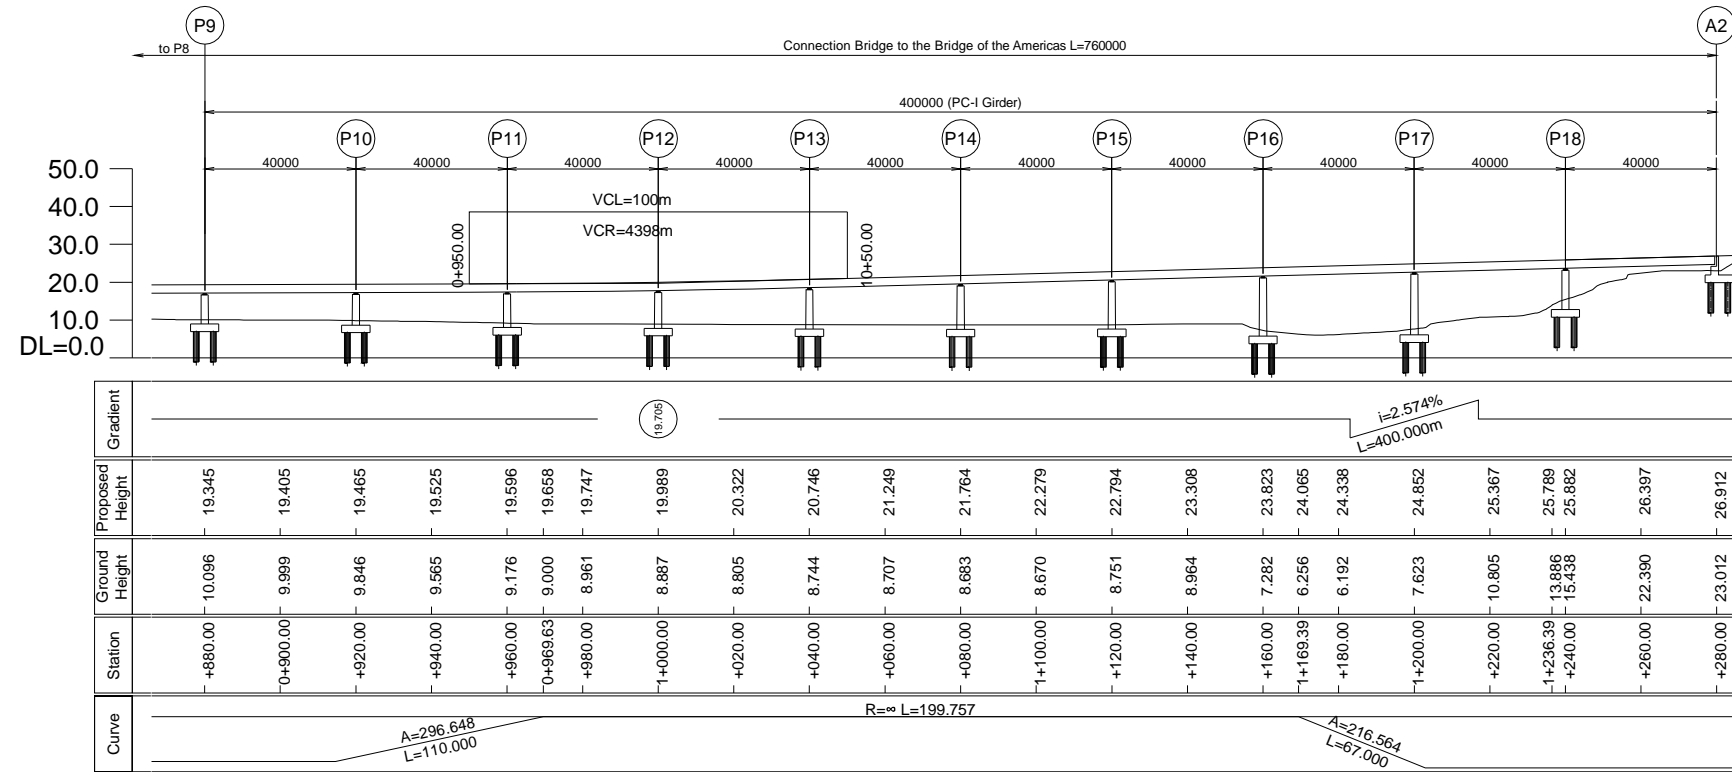 P9
A2
to P8
Connection Bridge to the Bridge of the Americas L=760000
400000 (PC-I Girder)
P10 P11 P12 P13 P14 P15 P16 P17 P18
40000 40000 40000 40000 40000 40000 40000 40000 40000 40000
50.0
40.0
30.0
20.0
10.0
DL=0.0
VCL=100m
VCR=4398m
0+950.00
10+50.00
Gradient
19.705
i=2.574%
L=400.000m
Proposed
Height
19.345 19.405 19.465 19.525 19.596 19.658 19.747 19.989 20.322 20.746 21.249 21.764 22.279 22.794 23.308 23.823 24.065 24.338 24.852 25.367 25.789 25.882 26.397 26.912
Ground
Height
10.096 9.999 9.846 9.565 9.176 9.000 8.961 8.887 8.805 8.744 8.707 8.683 8.670 8.751 8.964 7.282 6.256 6.192 7.623 10.805 13.886 15.438 22.390 23.012
Station
+880.00 0+900.00 +920.00 +940.00 +960.00 0+969.63 +980.00 1+000.00 +020.00 +040.00 +060.00 +080.00 1+100.00 +120.00 +140.00 +160.00 1+169.39 +180.00 1+200.00 +220.00 1+236.39 +240.00 +260.00 +280.00
Curve
A=296.648
L=110.000
R=∞ L=199.757
A=216.564
L=67.000